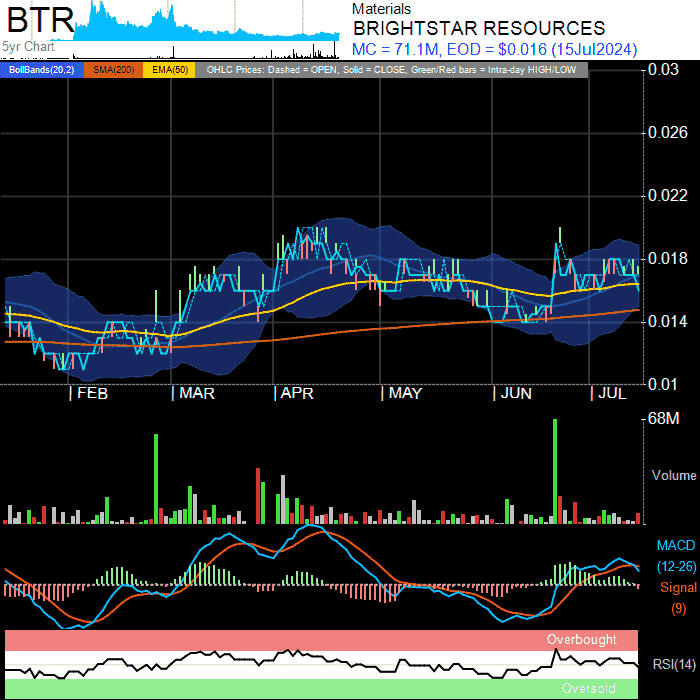 BTR
5yr Chart
Materials
BRIGHTSTAR RESOURCES
MC = 71.1M, EOD = $0.016 (15Jul2024)
BollBands(20,2) SMA(200) EMA(50) OHLC Prices: Dashed = OPEN, Solid = CLOSE, Green/Red bars = Intra-day HIGH/LOW
0.03
0.026
0.022
0.018
0.014
0.01
FEB MAR APR MAY JUN JUL
68M
Volume
MACD
(12-26)
Signal
(9)
Overbought
RSI(14)
Oversold